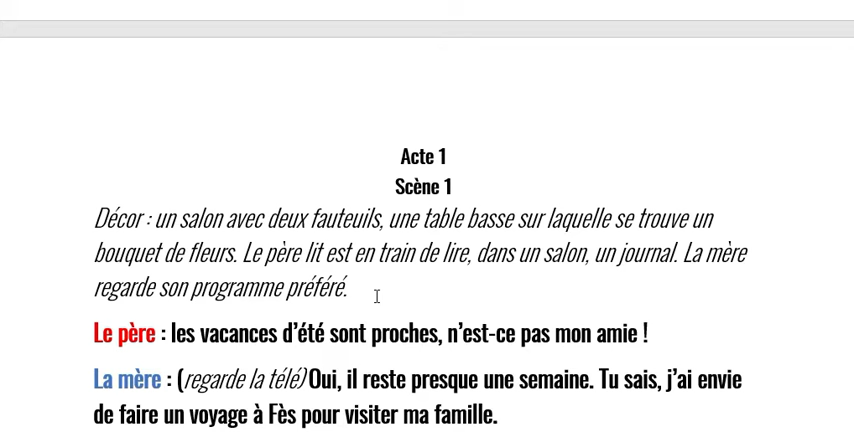 Acte 1
Scène 1
Décor : un salon avec deux fauteuils, une table basse sur laquelle se trouve un
bouquet de fleurs. Le père lit est en train de lire, dans un salon, un journal. La mère
regarde son programme préféré.
Le père : les vacances d’été sont proches, n’est-ce pas mon amie !
La mère : (regarde la télé) Oui, il reste presque une semaine. Tu sais, j’ai envie
de faire un voyage à Fès pour visiter ma famille.